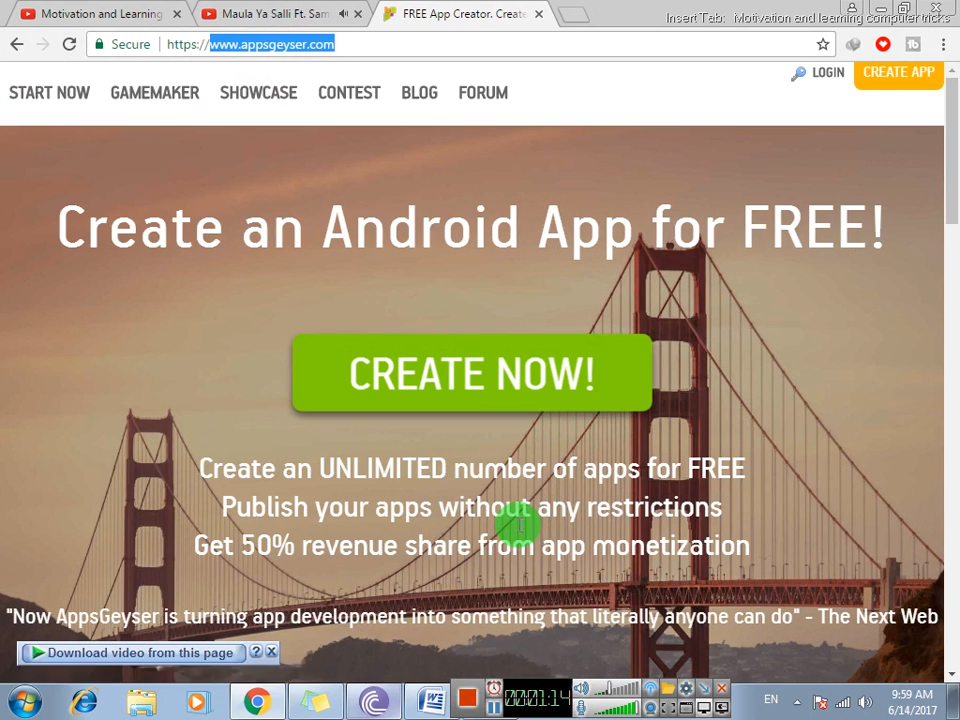 Motivation and Learning
Maula Ya Salli Ft. Sam
FREE App Creator. Create
Insert Tab: Motivation and learning computer tricks
Secure
https://www.appsgeyser.com
LOGIN
CREATE APP
START NOW
GAMEMAKER
SHOWCASE
CONTEST
BLOG
FORUM
Create an Android App for FREE!
CREATE NOW!
Create an UNLIMITED number of apps for FREE
Publish your apps without any restrictions
Get 50% revenue share from app monetization
"Now AppsGeyser is turning app development into something that literally anyone can do" - The Next Web
Download video from this page
00:01:14
EN
9:59 AM
6/14/2017